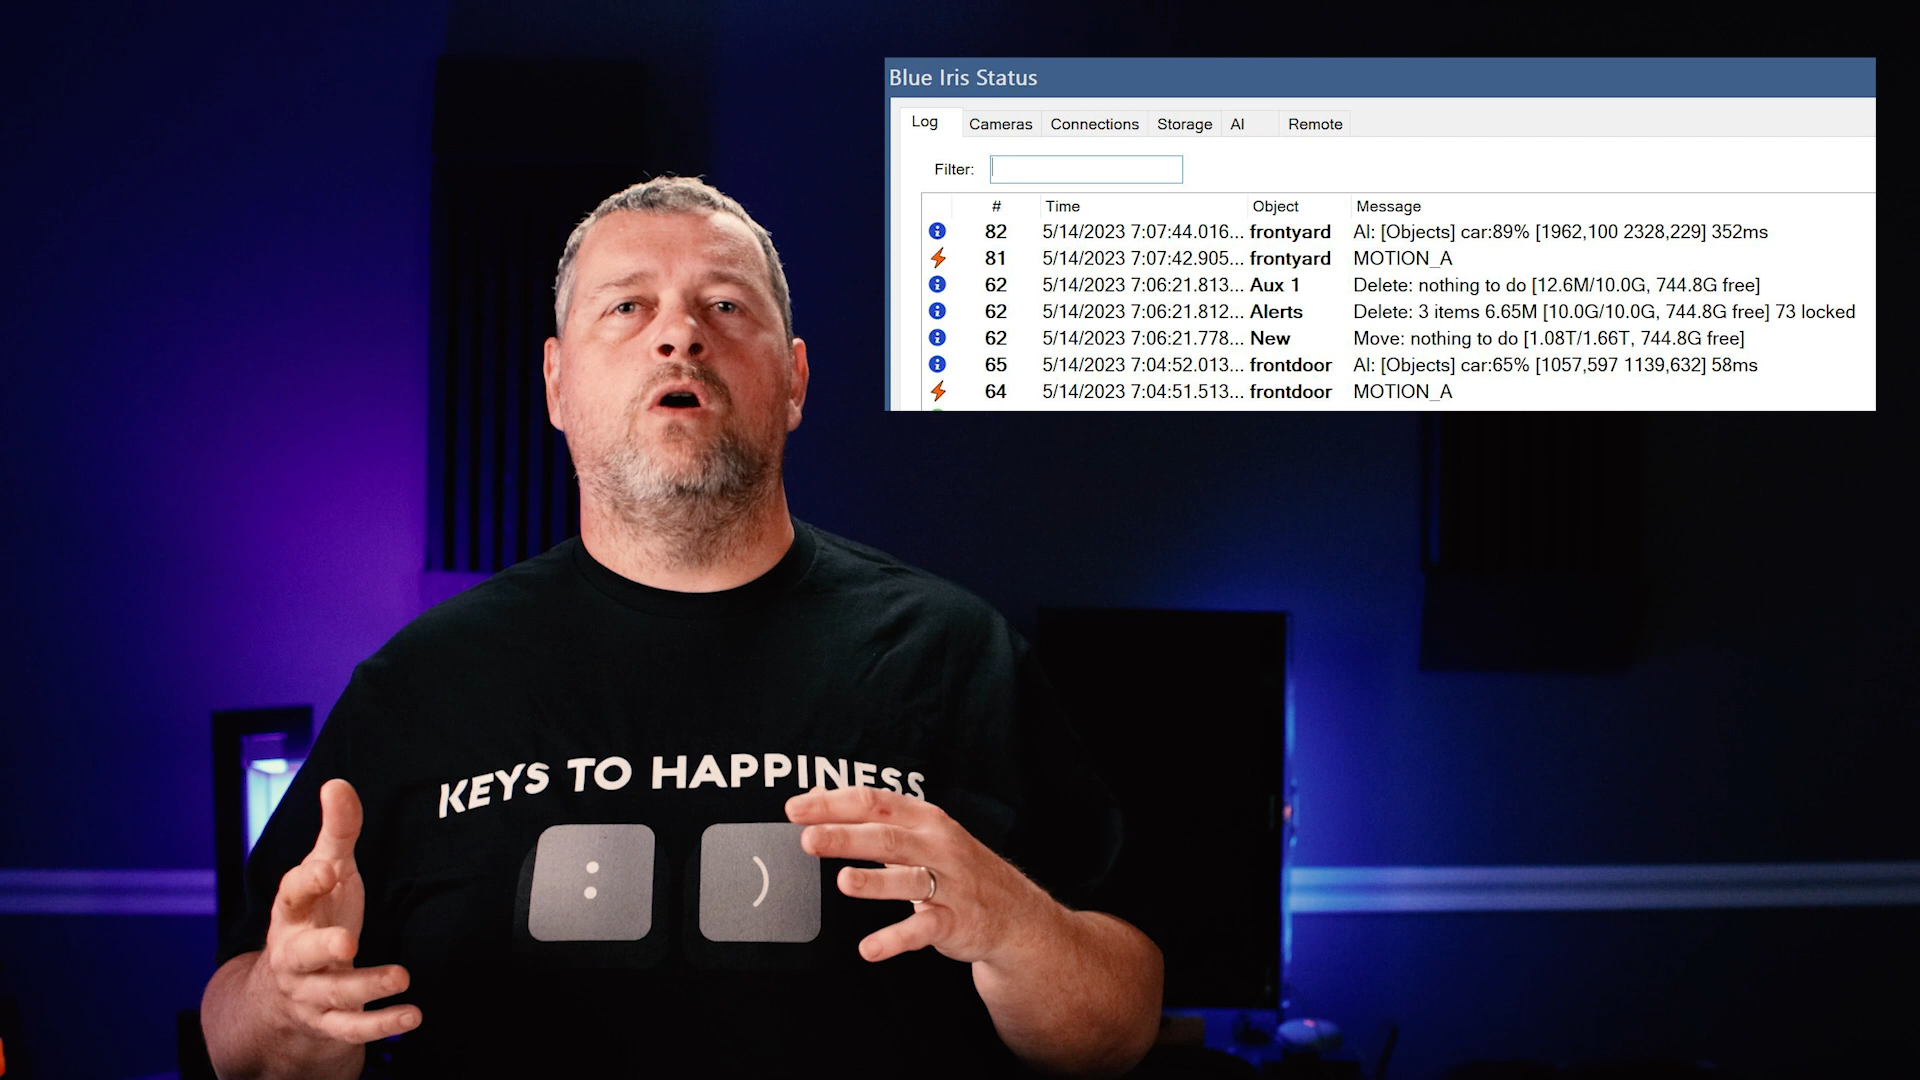 Blue Iris Status
Log Cameras Connections Storage AI Remote
Filter:
# Time Object Message
82 5/14/2023 7:07:44.016... frontyard AI: [Objects] car:89% [1962,100 2328,229] 352ms
81 5/14/2023 7:07:42.905... frontyard MOTION_A
62 5/14/2023 7:06:21.813... Aux 1 Delete: nothing to do [12.6M/10.0G, 744.8G free]
62 5/14/2023 7:06:21.812... Alerts Delete: 3 items 6.65M [10.0G/10.0G, 744.8G free] 73 locked
62 5/14/2023 7:06:21.778... New Move: nothing to do [1.08T/1.66T, 744.8G free]
65 5/14/2023 7:04:52.013... frontdoor AI: [Objects] car:65% [1057,597 1139,632] 58ms
64 5/14/2023 7:04:51.513... frontdoor MOTION_A
KEYS TO HAPPINESS
: )